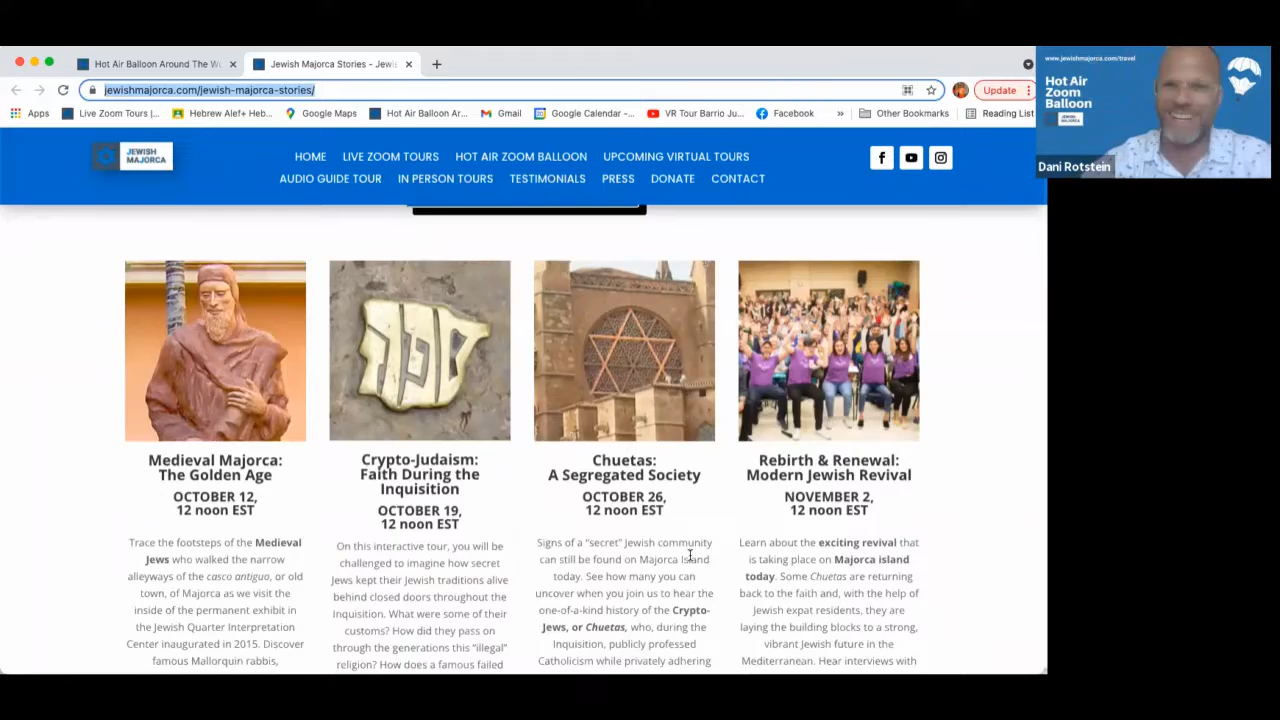 Hot Air Balloon Around The Wo
Jewish Majorca Stories - Jewis
jewishmajorca.com/jewish-majorca-stories/
Update
Apps
Live Zoom Tours |...
Hebrew Alef+ Heb...
Google Maps
Hot Air Balloon Ar...
Gmail
Google Calendar -...
VR Tour Barrio Ju...
Facebook
»
Other Bookmarks
Reading List
www.jewishmajorca.com/travel
Hot Air
Zoom
Balloon
JEWISH
MAJORCA
Dani Rotstein
JEWISH
MAJORCA
HOME LIVE ZOOM TOURS HOT AIR ZOOM BALLOON UPCOMING VIRTUAL TOURS
AUDIO GUIDE TOUR IN PERSON TOURS TESTIMONIALS PRESS DONATE CONTACT
Medieval Majorca:
The Golden Age
OCTOBER 12,
12 noon EST
Trace the footsteps of the Medieval
Jews who walked the narrow
alleyways of the casco antiguo, or old
town, of Majorca as we visit the
inside of the permanent exhibit in
the Jewish Quarter Interpretation
Center inaugurated in 2015. Discover
famous Mallorquin rabbis,
ספרד
Crypto-Judaism:
Faith During the
Inquisition
OCTOBER 19,
12 noon EST
On this interactive tour, you will be
challenged to imagine how secret
Jews kept their Jewish traditions alive
behind closed doors throughout the
Inquisition. What were some of their
customs? How did they pass on
through the generations this “illegal”
religion? How does a famous failed
Chuetas:
A Segregated Society
OCTOBER 26,
12 noon EST
Signs of a “secret” Jewish community
can still be found on Majorca Island
today. See how many you can
uncover when you join us to hear the
one-of-a-kind history of the Crypto-
Jews, or Chuetas, who, during the
Inquisition, publicly professed
Catholicism while privately adhering
Rebirth & Renewal:
Modern Jewish Revival
NOVEMBER 2,
12 noon EST
Learn about the exciting revival that
is taking place on Majorca island
today. Some Chuetas are returning
back to the faith and, with the help of
Jewish expat residents, they are
laying the building blocks to a strong,
vibrant Jewish future in the
Mediterranean. Hear interviews with